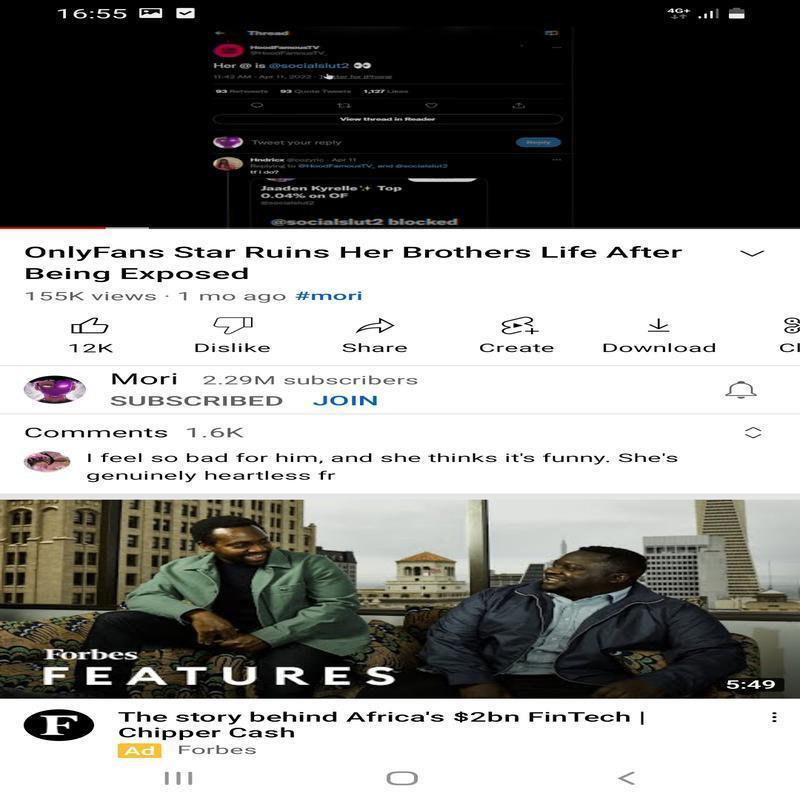 16:55
4G+
Thread
HoodFamousTV
@HoodFamousTV_
Her @ is @socialslut2 👀
11:42 AM · Apr 11, 2022 · Twitter for iPhone
93 Retweets 93 Quote Tweets 1,127 Likes
View thread in Reader
Tweet your reply
Reply
Hndricx @cozyric · Apr 11
Replying to @HoodFamousTV_ and @socialslut2
tf i do?
Jaaden Kyrelle✨ Top
0.04% on OF
@socialslut2
@socialslut2 blocked
OnlyFans Star Ruins Her Brothers Life After
Being Exposed
155K views · 1 mo ago #mori
12K Dislike Share Create Download Cl
Mori 2.29M subscribers
SUBSCRIBED JOIN
Comments 1.6K
I feel so bad for him, and she thinks it's funny. She's
genuinely heartless fr
Forbes
FEATURES
5:49
F
The story behind Africa's $2bn FinTech |
Chipper Cash
Ad Forbes